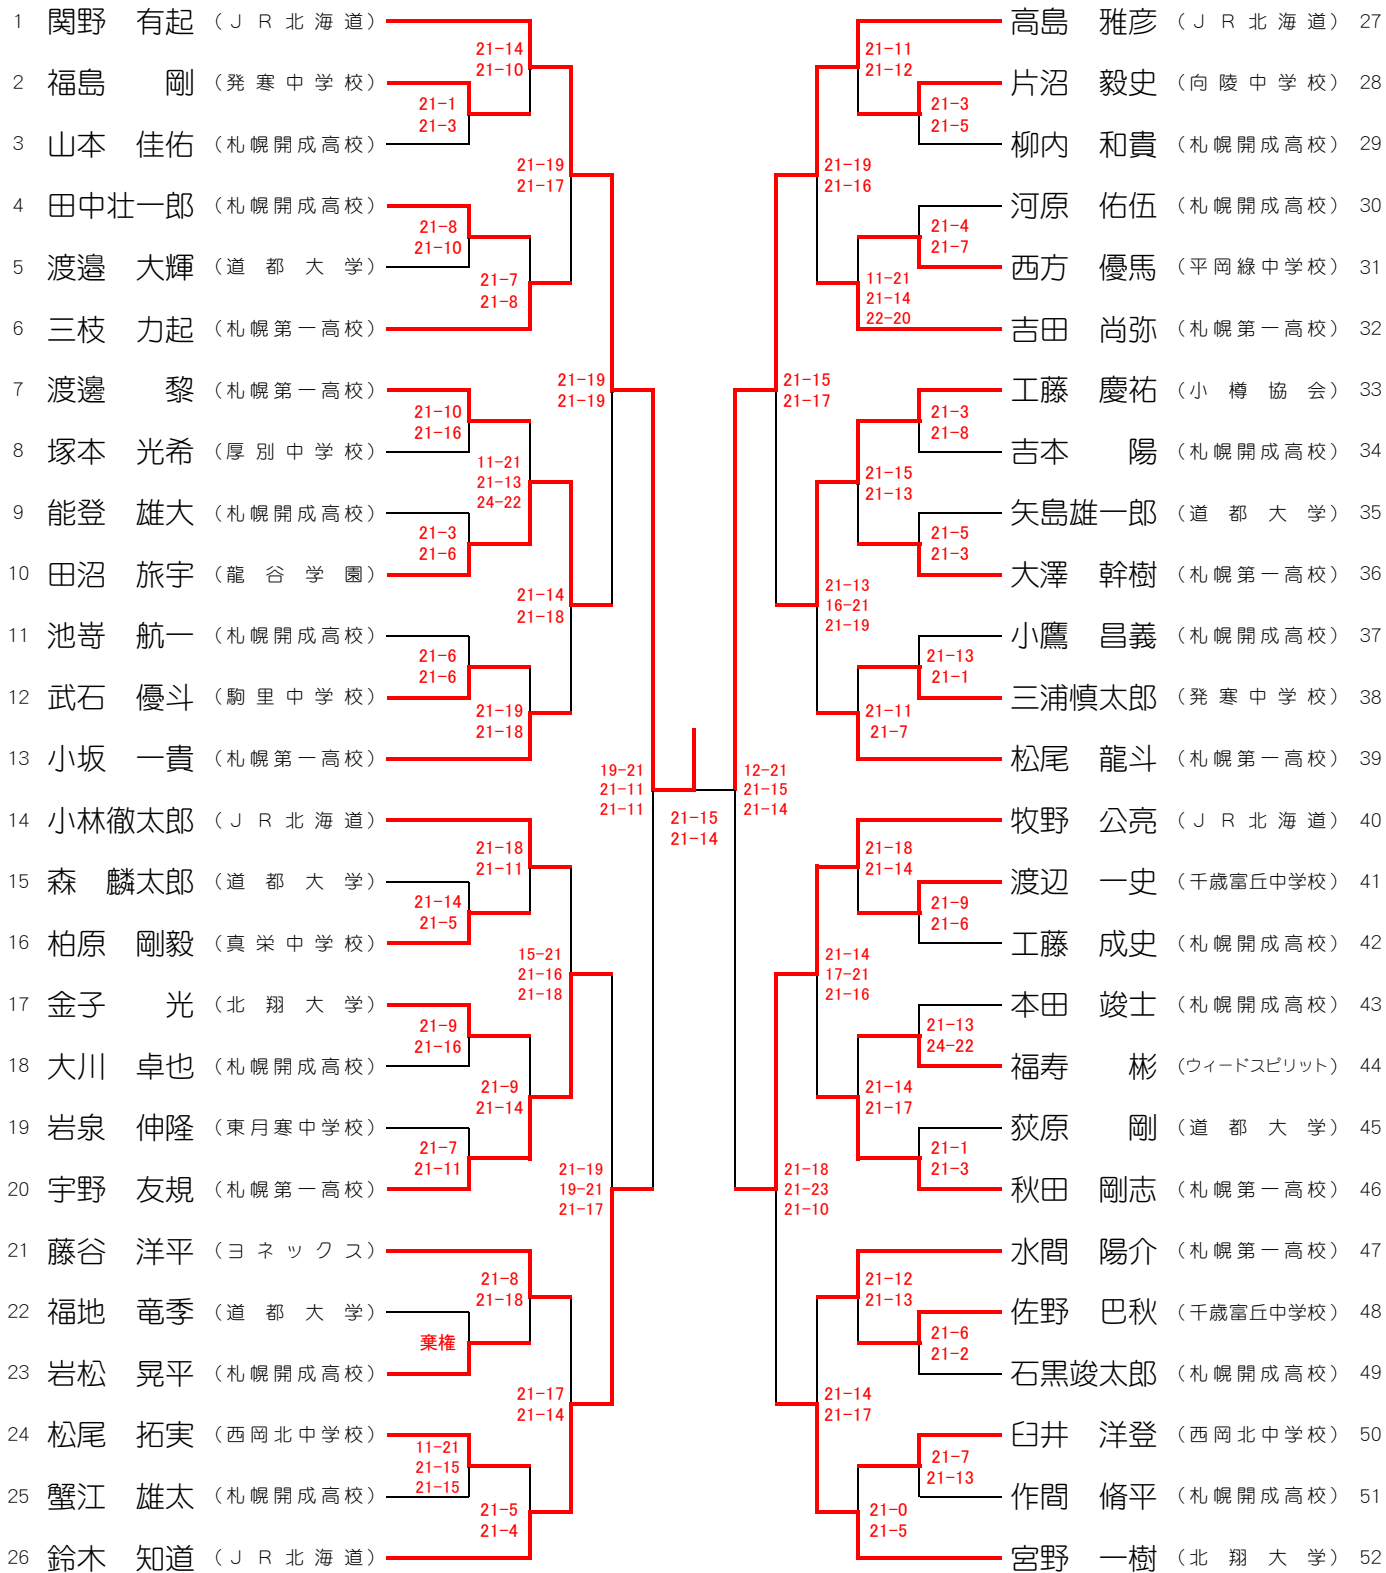 1 関野 有起 (JR北海道)
2 福島 剛 (発寒中学校)
3 山本 佳佑 (札幌開成高校)
4 田中壮一郎 (札幌開成高校)
5 渡邉 大輝 (道都大学)
6 三枝 力起 (札幌第一高校)
7 渡邊 黎 (札幌第一高校)
8 塚本 光希 (厚別中学校)
9 能登 雄大 (札幌開成高校)
10 田沼 旅宇 (龍谷学園)
11 池嵜 航一 (札幌開成高校)
12 武石 優斗 (駒里中学校)
13 小坂 一貴 (札幌第一高校)
14 小林徹太郎 (JR北海道)
15 森 麟太郎 (道都大学)
16 柏原 剛毅 (真栄中学校)
17 金子 光 (北翔大学)
18 大川 卓也 (札幌開成高校)
19 岩泉 伸隆 (東月寒中学校)
20 宇野 友規 (札幌第一高校)
21 藤谷 洋平 (ヨネックス)
22 福地 竜季 (道都大学)
23 岩松 晃平 (札幌開成高校)
24 松尾 拓実 (西岡北中学校)
25 蟹江 雄太 (札幌開成高校)
26 鈴木 知道 (JR北海道)
21-14
21-10
21-1
21-3
21-19
21-17
21-8
21-10
21-7
21-8
21-19
21-19
21-10
21-16
11-21
21-13
24-22
21-3
21-6
21-14
21-18
21-6
21-6
21-19
21-18
19-21
21-11
21-11
21-18
21-11
21-14
21-5
15-21
21-16
21-18
21-9
21-16
21-9
21-14
21-7
21-11
21-19
19-21
21-17
21-8
21-18
棄権
21-17
21-14
11-21
21-15
21-15
21-5
21-4
21-15
21-14
高島 雅彦 (JR北海道) 27
片沼 毅史 (向陵中学校) 28
柳内 和貴 (札幌開成高校) 29
河原 佑伍 (札幌開成高校) 30
西方 優馬 (平岡緑中学校) 31
吉田 尚弥 (札幌第一高校) 32
工藤 慶祐 (小樽協会) 33
吉本 陽 (札幌開成高校) 34
矢島雄一郎 (道都大学) 35
大澤 幹樹 (札幌第一高校) 36
小鷹 昌義 (札幌開成高校) 37
三浦慎太郎 (発寒中学校) 38
松尾 龍斗 (札幌第一高校) 39
牧野 公亮 (JR北海道) 40
渡辺 一史 (千歳富丘中学校) 41
工藤 成史 (札幌開成高校) 42
本田 竣士 (札幌開成高校) 43
福寿 彬 (ウィードスピリット) 44
荻原 剛 (道都大学) 45
秋田 剛志 (札幌第一高校) 46
水間 陽介 (札幌第一高校) 47
佐野 巴秋 (千歳富丘中学校) 48
石黒竣太郎 (札幌開成高校) 49
臼井 洋登 (西岡北中学校) 50
作間 脩平 (札幌開成高校) 51
宮野 一樹 (北翔大学) 52
21-11
21-12
21-3
21-5
21-19
21-16
21-4
21-7
11-21
21-14
22-20
21-15
21-17
21-3
21-8
21-15
21-13
21-5
21-3
21-13
16-21
21-19
21-13
21-1
21-11
21-7
12-21
21-15
21-14
21-18
21-14
21-9
21-6
21-14
17-21
21-16
21-13
24-22
21-14
21-17
21-1
21-3
21-18
21-23
21-10
21-12
21-13
21-6
21-2
21-14
21-17
21-7
21-13
21-0
21-5